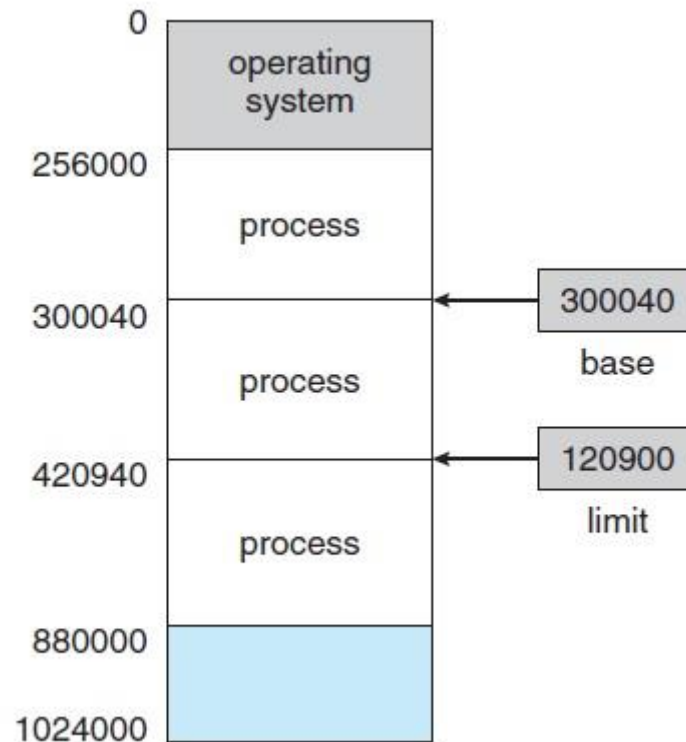 0
operating
system
256000
process
300040
300040
base
process
420940
120900
limit
process
880000
1024000